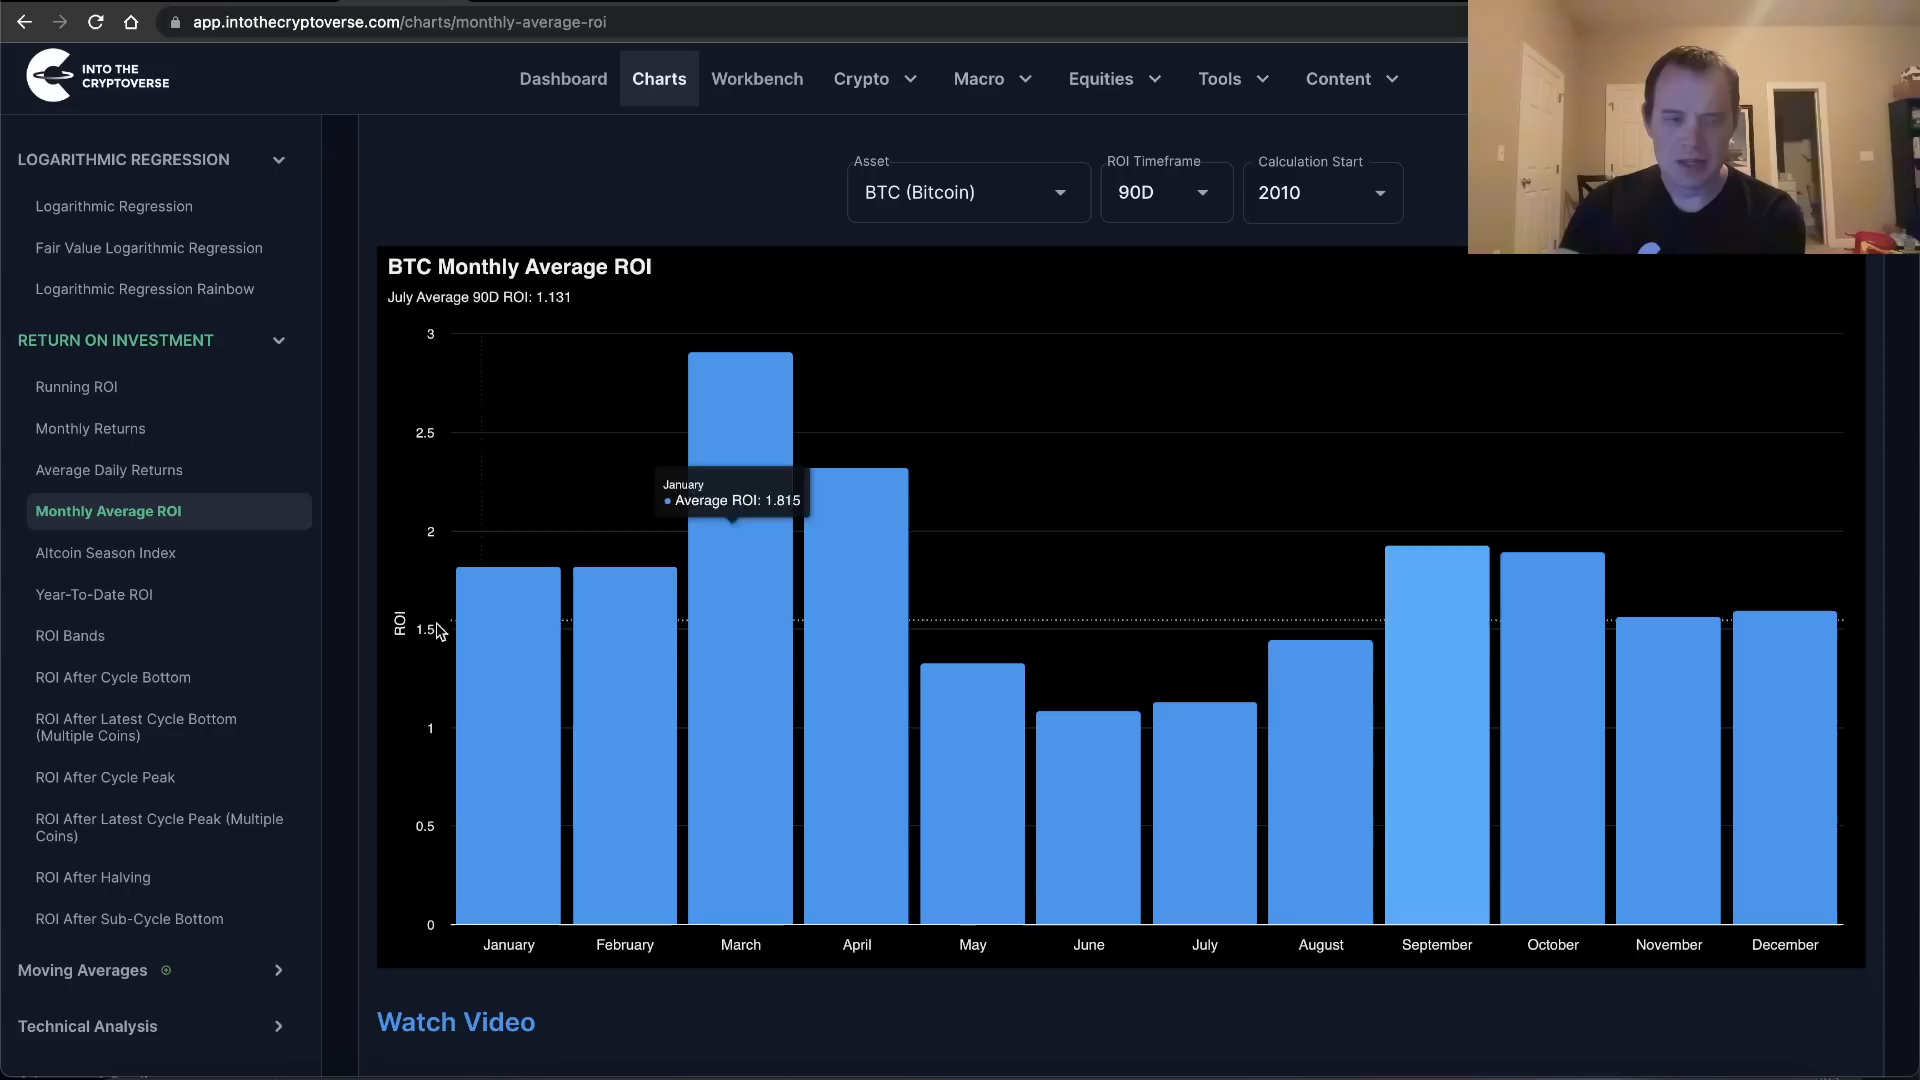 app.intothecryptoverse.com/charts/monthly-average-roi
INTO THE
CRYPTOVERSE
Dashboard
Charts
Workbench
Crypto
Macro
Equities
Tools
Content
LOGARITHMIC REGRESSION
Logarithmic Regression
Fair Value Logarithmic Regression
Logarithmic Regression Rainbow
RETURN ON INVESTMENT
Running ROI
Monthly Returns
Average Daily Returns
Monthly Average ROI
Altcoin Season Index
Year-To-Date ROI
ROI Bands
ROI After Cycle Bottom
ROI After Latest Cycle Bottom
(Multiple Coins)
ROI After Cycle Peak
ROI After Latest Cycle Peak (Multiple
Coins)
ROI After Halving
ROI After Sub-Cycle Bottom
Moving Averages
Technical Analysis
Asset
BTC (Bitcoin)
ROI Timeframe
90D
Calculation Start
2010
BTC Monthly Average ROI
July Average 90D ROI: 1.131
3
2.5
2
1.5
1
0.5
0
ROI
January
Average ROI: 1.815
January
February
March
April
May
June
July
August
September
October
November
December
Watch Video